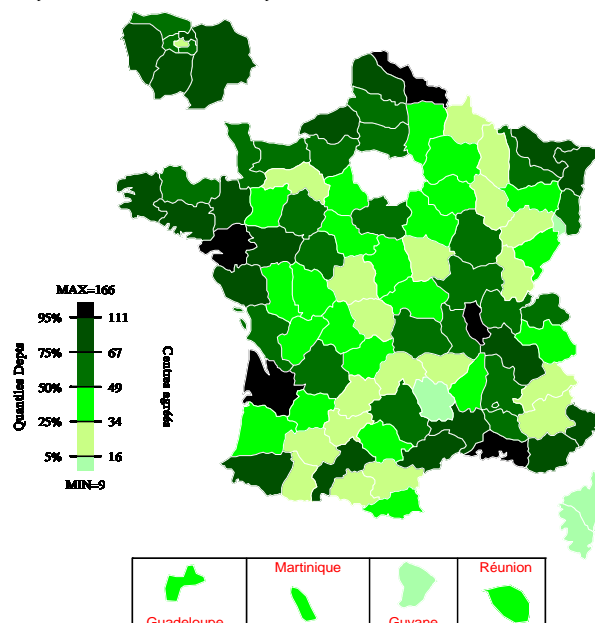 MAX=166
95% 111
75% 67
50% 49
25% 34
5% 16
MIN=9
Quantiles Depts
Centres agréés
Martinique
Réunion
Guadeloupe
Guyane